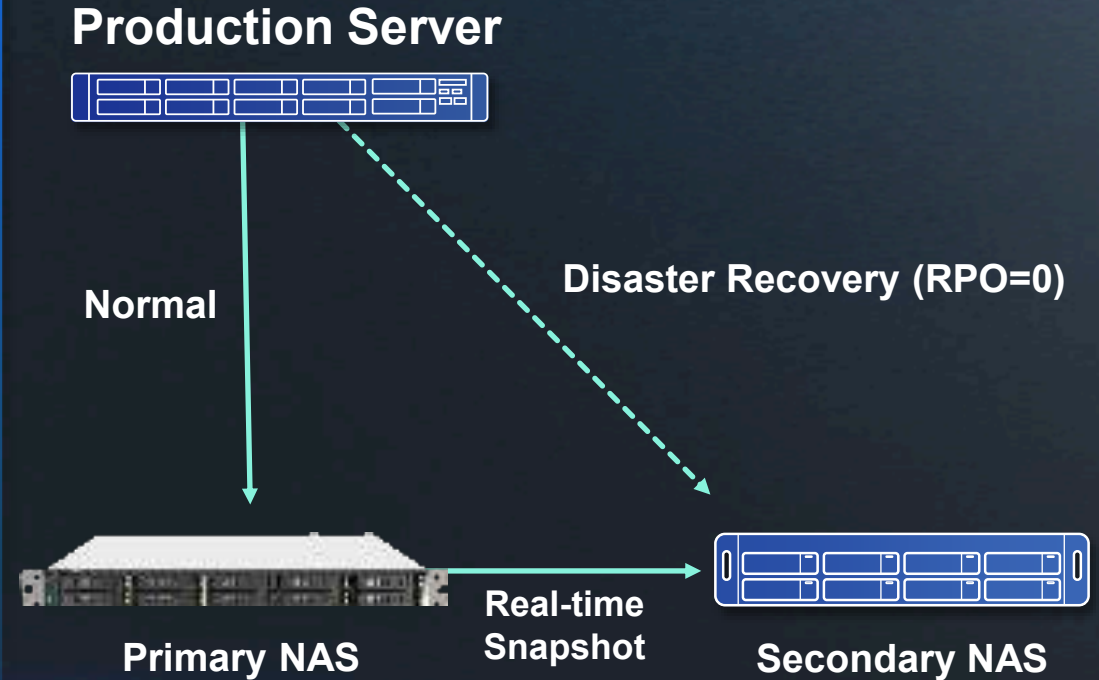 Production Server
Normal
Disaster Recovery (RPO=0)
Real-time
Snapshot
Primary NAS
Secondary NAS